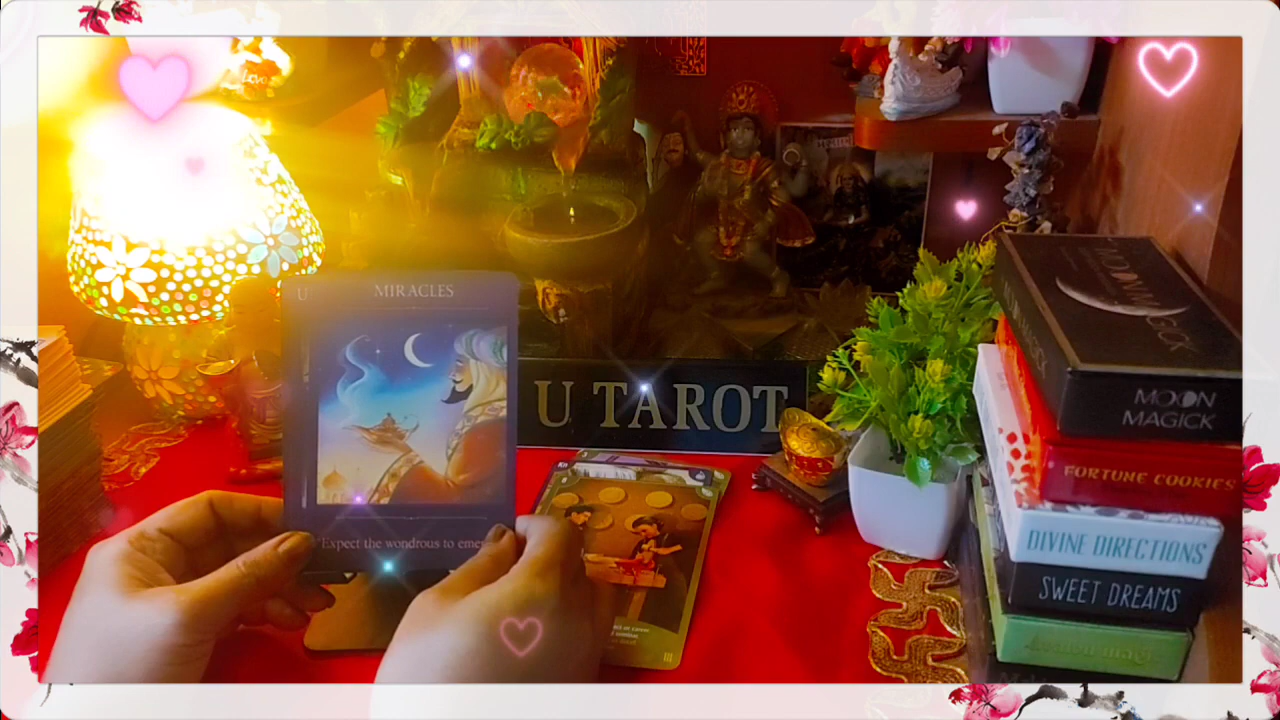 MIRACLES
"Expect the wondrous to eme
U TAROT
MOON
MAGICK
MOON
MAGICK
FORTUNE COOKIES
DIVINE DIRECTIONS
SWEET DREAMS